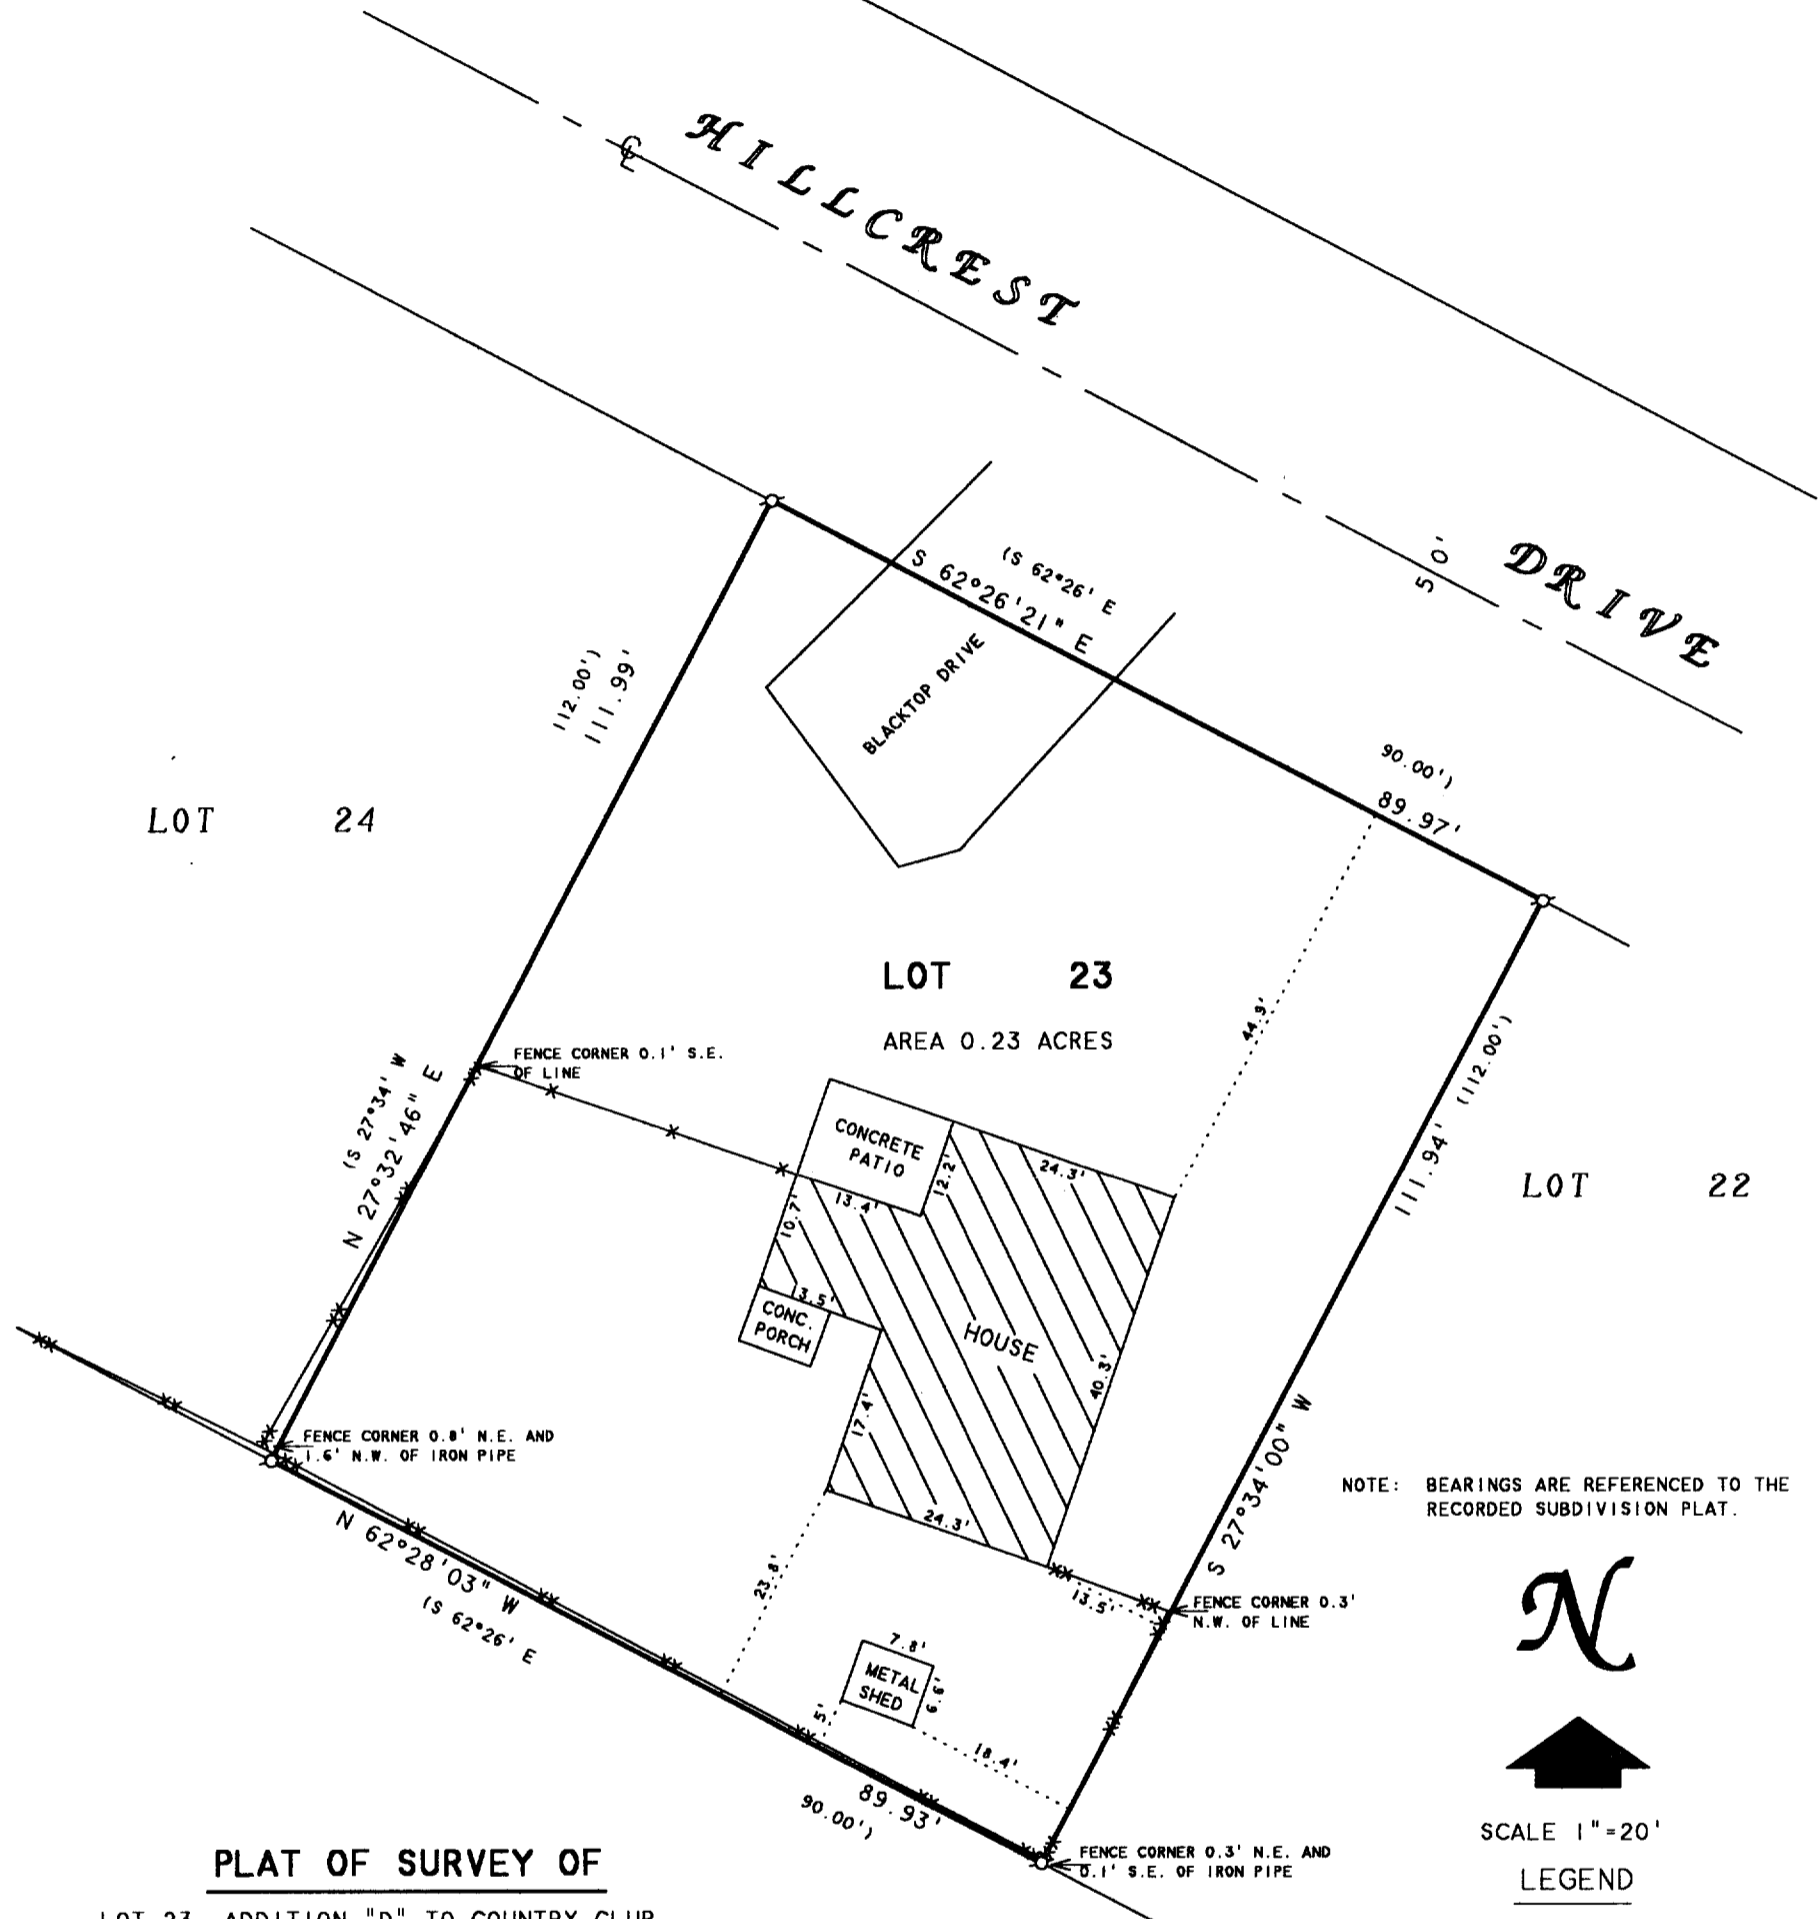 ℄
HILLCREST
DRIVE
50'
(S 62°26' E
S 62°26'21" E
90.00')
89.97'
BLACKTOP DRIVE
112.00')
111.99'
LOT 24
LOT 23
AREA 0.23 ACRES
44.9'
(112.00')
111.94'
LOT 22
FENCE CORNER 0.1' S.E.
OF LINE
(S 27°34' W
N 27°32'46" E
CONCRETE
PATIO
12.2'
24.3'
13.4'
10.7'
13.5'
CONC.
PORCH
HOUSE
40.3'
17.4'
24.3'
S 27°34'00" W
FENCE CORNER 0.8' N.E. AND
1.6' N.W. OF IRON PIPE
NOTE: BEARINGS ARE REFERENCED TO THE
RECORDED SUBDIVISION PLAT.
N 62°28'03" W
(S 62°26' E
23.8'
13.5'
FENCE CORNER 0.3'
N.W. OF LINE
N
7.8'
METAL
SHED
6.6'
5'
18.4'
89.93'
90.00')
SCALE 1"=20'
LEGEND
FENCE CORNER 0.3' N.E. AND
0.1' S.E. OF IRON PIPE
PLAT OF SURVEY OF
LOT 23, ADDITION "D" TO COUNTRY CLUB